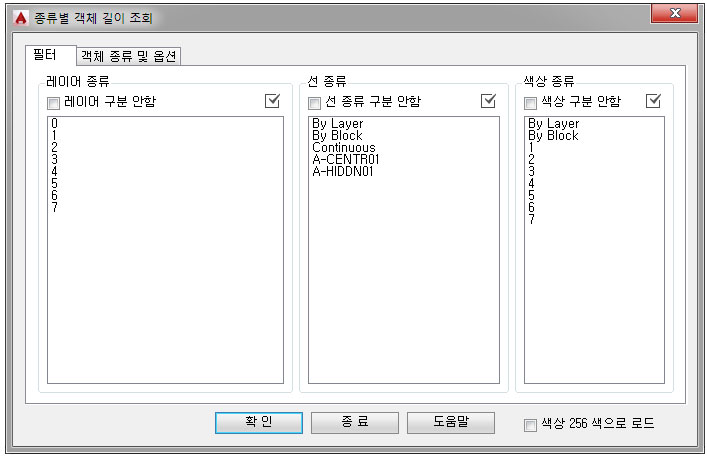 종류별 객체 길이 조회
필터
객체 종류 및 옵션
레이어 종류
레이어 구분 안함
0
1
2
3
4
5
6
7
선 종류
선 종류 구분 안함
By Layer
By Block
Continuous
A-CENTR01
A-HIDDN01
색상 종류
색상 구분 안함
By Layer
By Block
1
2
3
4
5
6
7
확 인
종 료
도움말
색상 256 색으로 로드